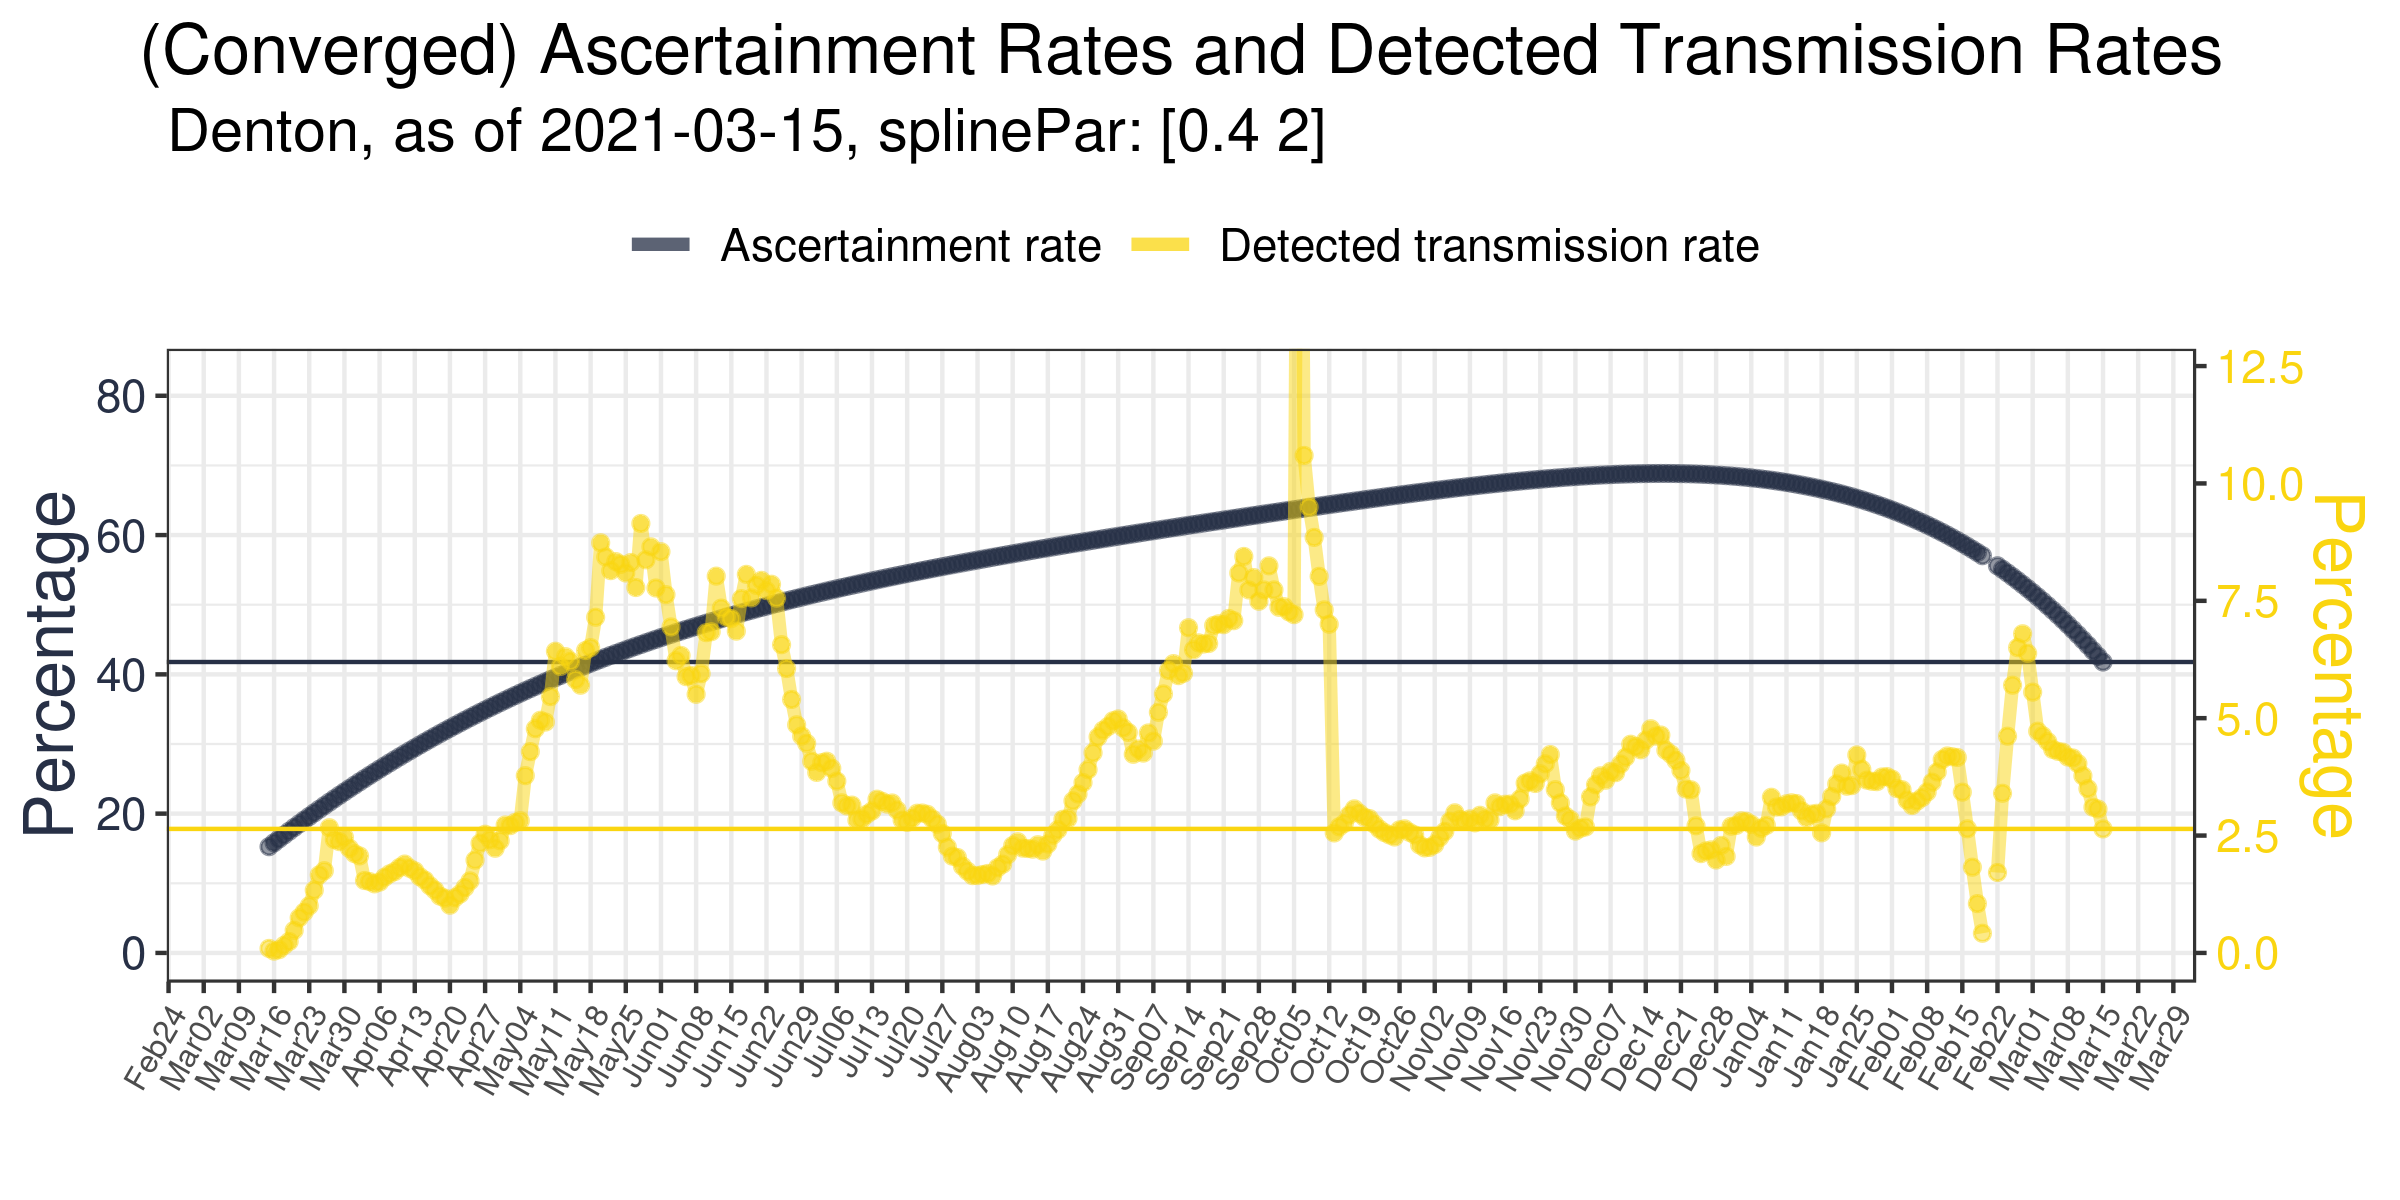 (Converged) Ascertainment Rates and Detected Transmission Rates
Denton, as of 2021-03-15, splinePar: [0.4 2]
Ascertainment rate
Detected transmission rate
Percentage
80
60
40
20
0
12.5
10.0
7.5
5.0
2.5
0.0
Percentage
Feb24
Mar02
Mar09
Mar16
Mar23
Mar30
Apr06
Apr13
Apr20
Apr27
May04
May11
May18
May25
Jun01
Jun08
Jun15
Jun22
Jun29
Jul06
Jul13
Jul20
Jul27
Aug03
Aug10
Aug17
Aug24
Aug31
Sep07
Sep14
Sep21
Sep28
Oct05
Oct12
Oct19
Oct26
Nov02
Nov09
Nov16
Nov23
Nov30
Dec07
Dec14
Dec21
Dec28
Jan04
Jan11
Jan18
Jan25
Feb01
Feb08
Feb15
Feb22
Mar01
Mar08
Mar15
Mar22
Mar29